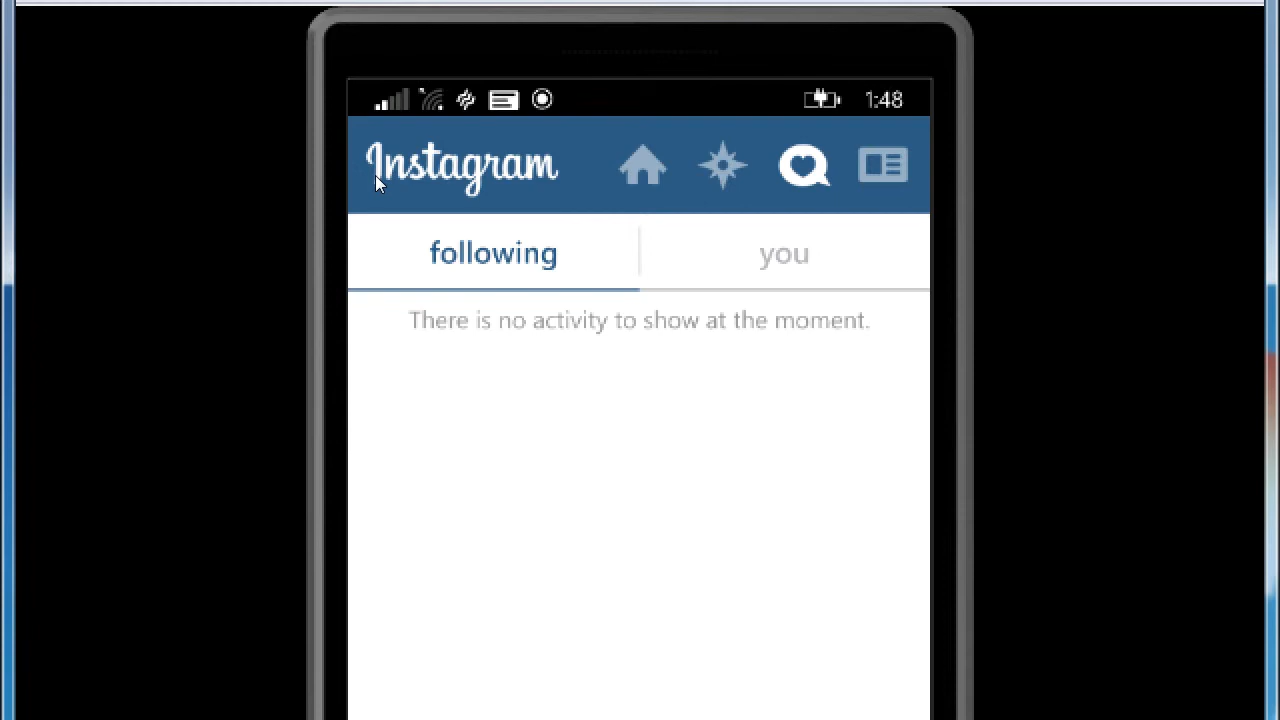 1:48
Instagram
following
you
There is no activity to show at the moment.